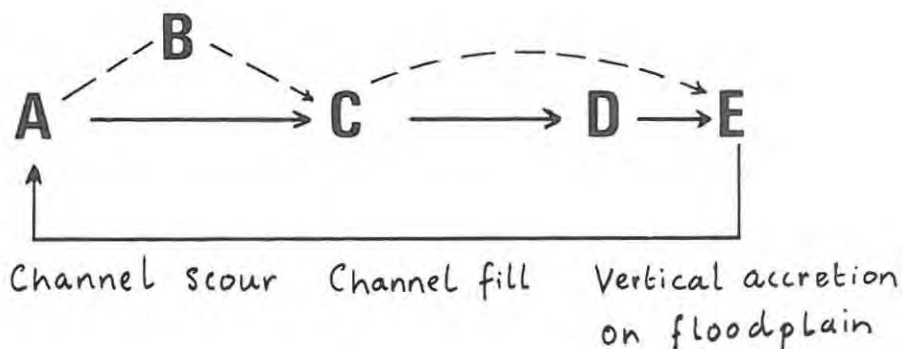 B
A C D E
Channel scour Channel fill Vertical accretion
on floodplain